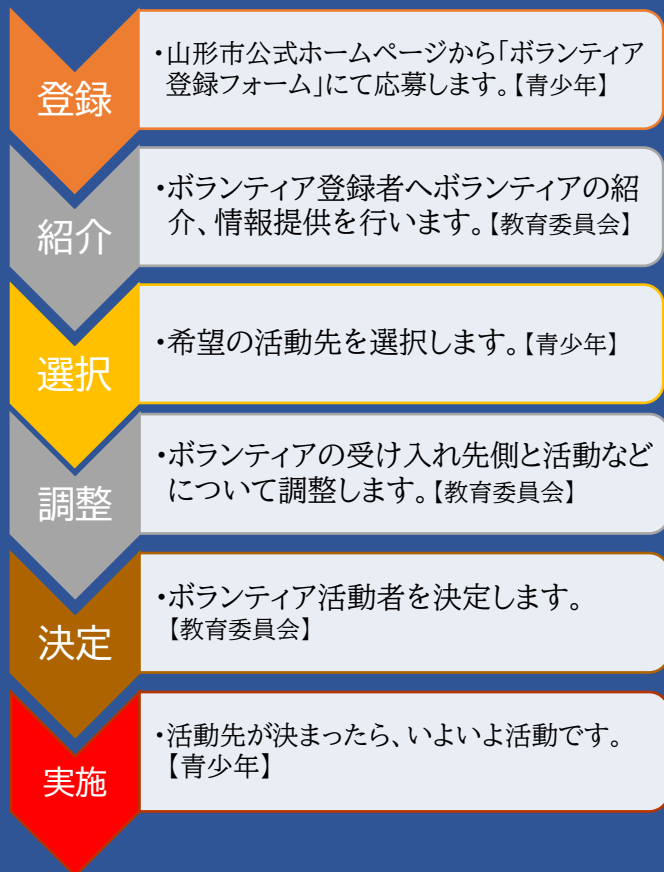 登録
・山形市公式ホームページから「ボランティア
登録フォーム」にて応募します。【青少年】
紹介
・ボランティア登録者へボランティアの紹
介、情報提供を行います。【教育委員会】
選択
・希望の活動先を選択します。【青少年】
調整
・ボランティアの受け入れ先側と活動など
について調整します。【教育委員会】
決定
・ボランティア活動者を決定します。
【教育委員会】
実施
・活動先が決まったら、いよいよ活動です。
【青少年】